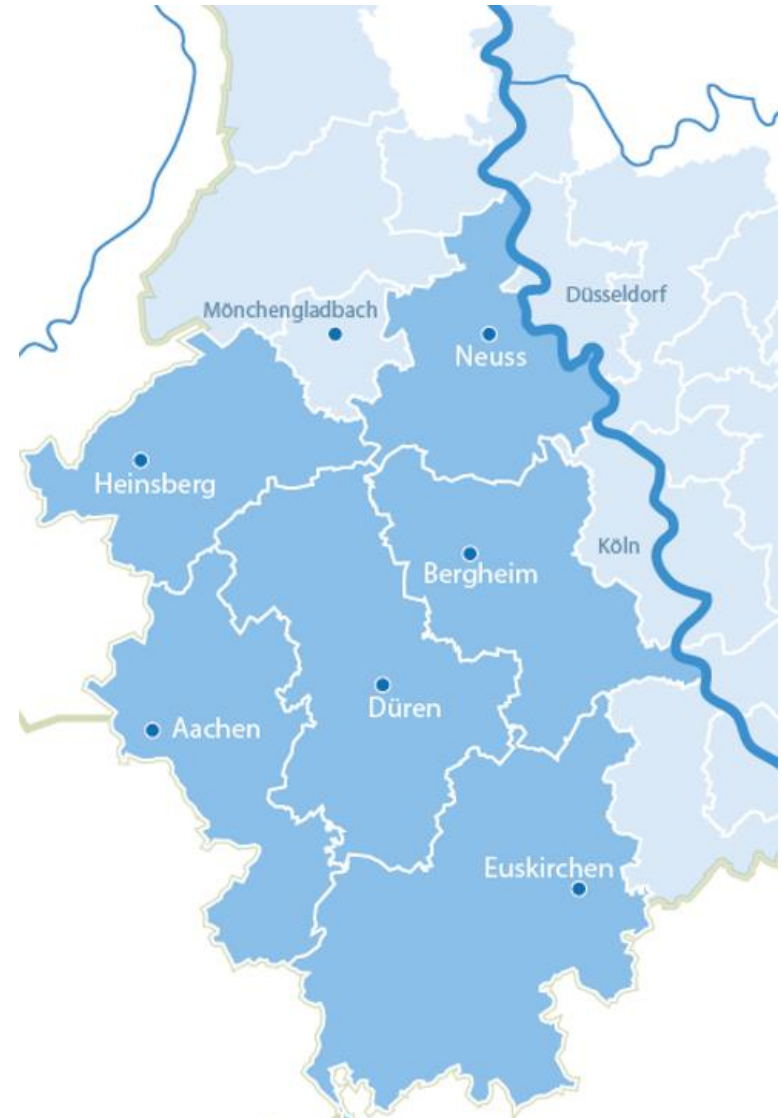 Düsseldorf
Mönchengladbach
Neuss
Heinsberg
Köln
Bergheim
Düren
Aachen
Euskirchen